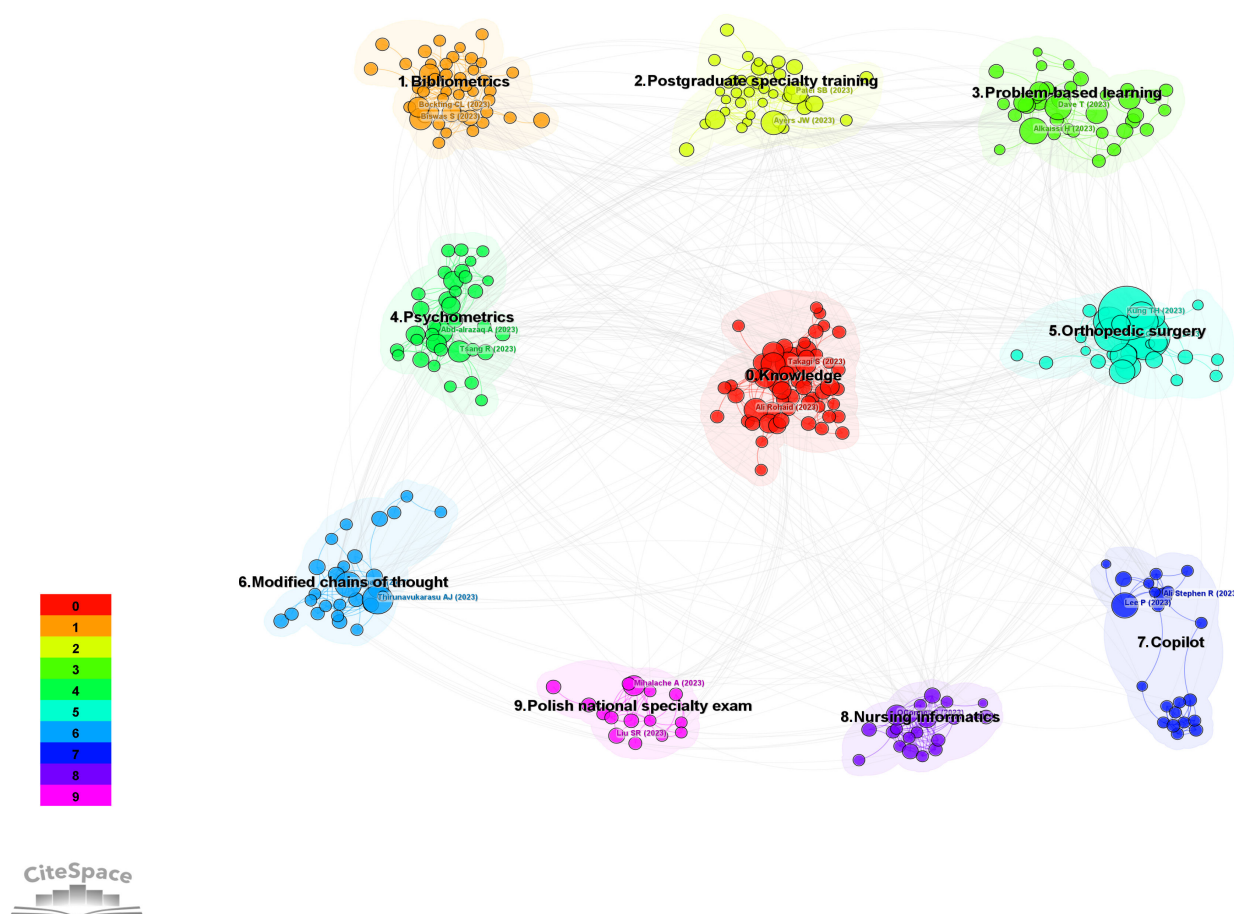 1.Bibliometrics
Bockting CL (2023)
Biswas S (2023)
2.Postgraduate specialty training
Patel SB (2023)
Ayers JW (2023)
3.Problem-based learning
Dave T (2023)
Alkaissi H (2023)
4.Psychometrics
Abd-alrazaq A (2023)
Tsang R (2023)
0.Knowledge
Takagi S (2023)
Ali Rohaid (2023)
Kung TH (2023)
5.Orthopedic surgery
6.Modified chains of thought
Thirunavukarasu AJ (2023)
Ali Stephen R (2023
Lee P (2023)
7.Copilot
Mihalache A (2023)
9.Polish national specialty exam
Liu SR (2023)
8.Nursing informatics
0
1
2
3
4
5
6
7
8
9
CiteSpace